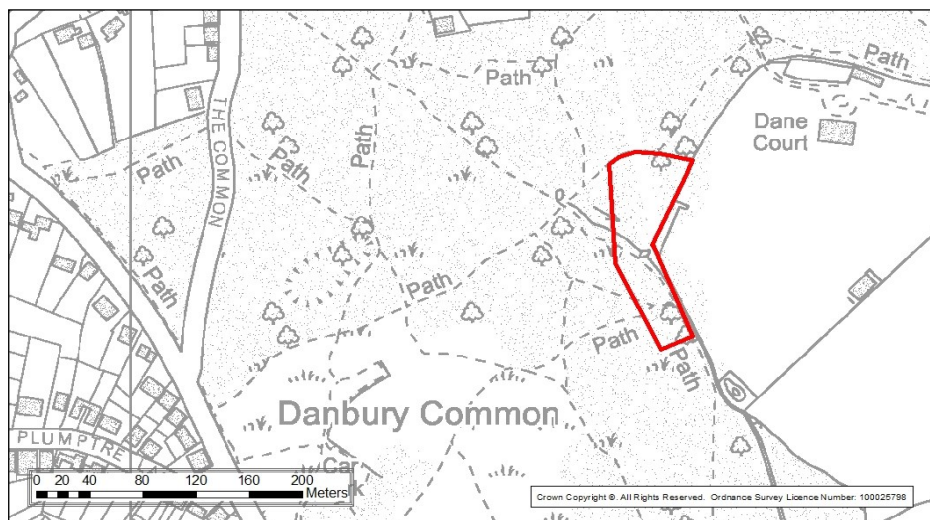 Path
Path
Dane
Court
THE COMMON
Path
Path
Path
Path
Path
Path
Path
Danbury Common
PLUMPTRE
Car
0 20 40 80 120 160 200
Meters
Crown Copyright ©. All Rights Reserved. Ordnance Survey Licence Number: 100025798